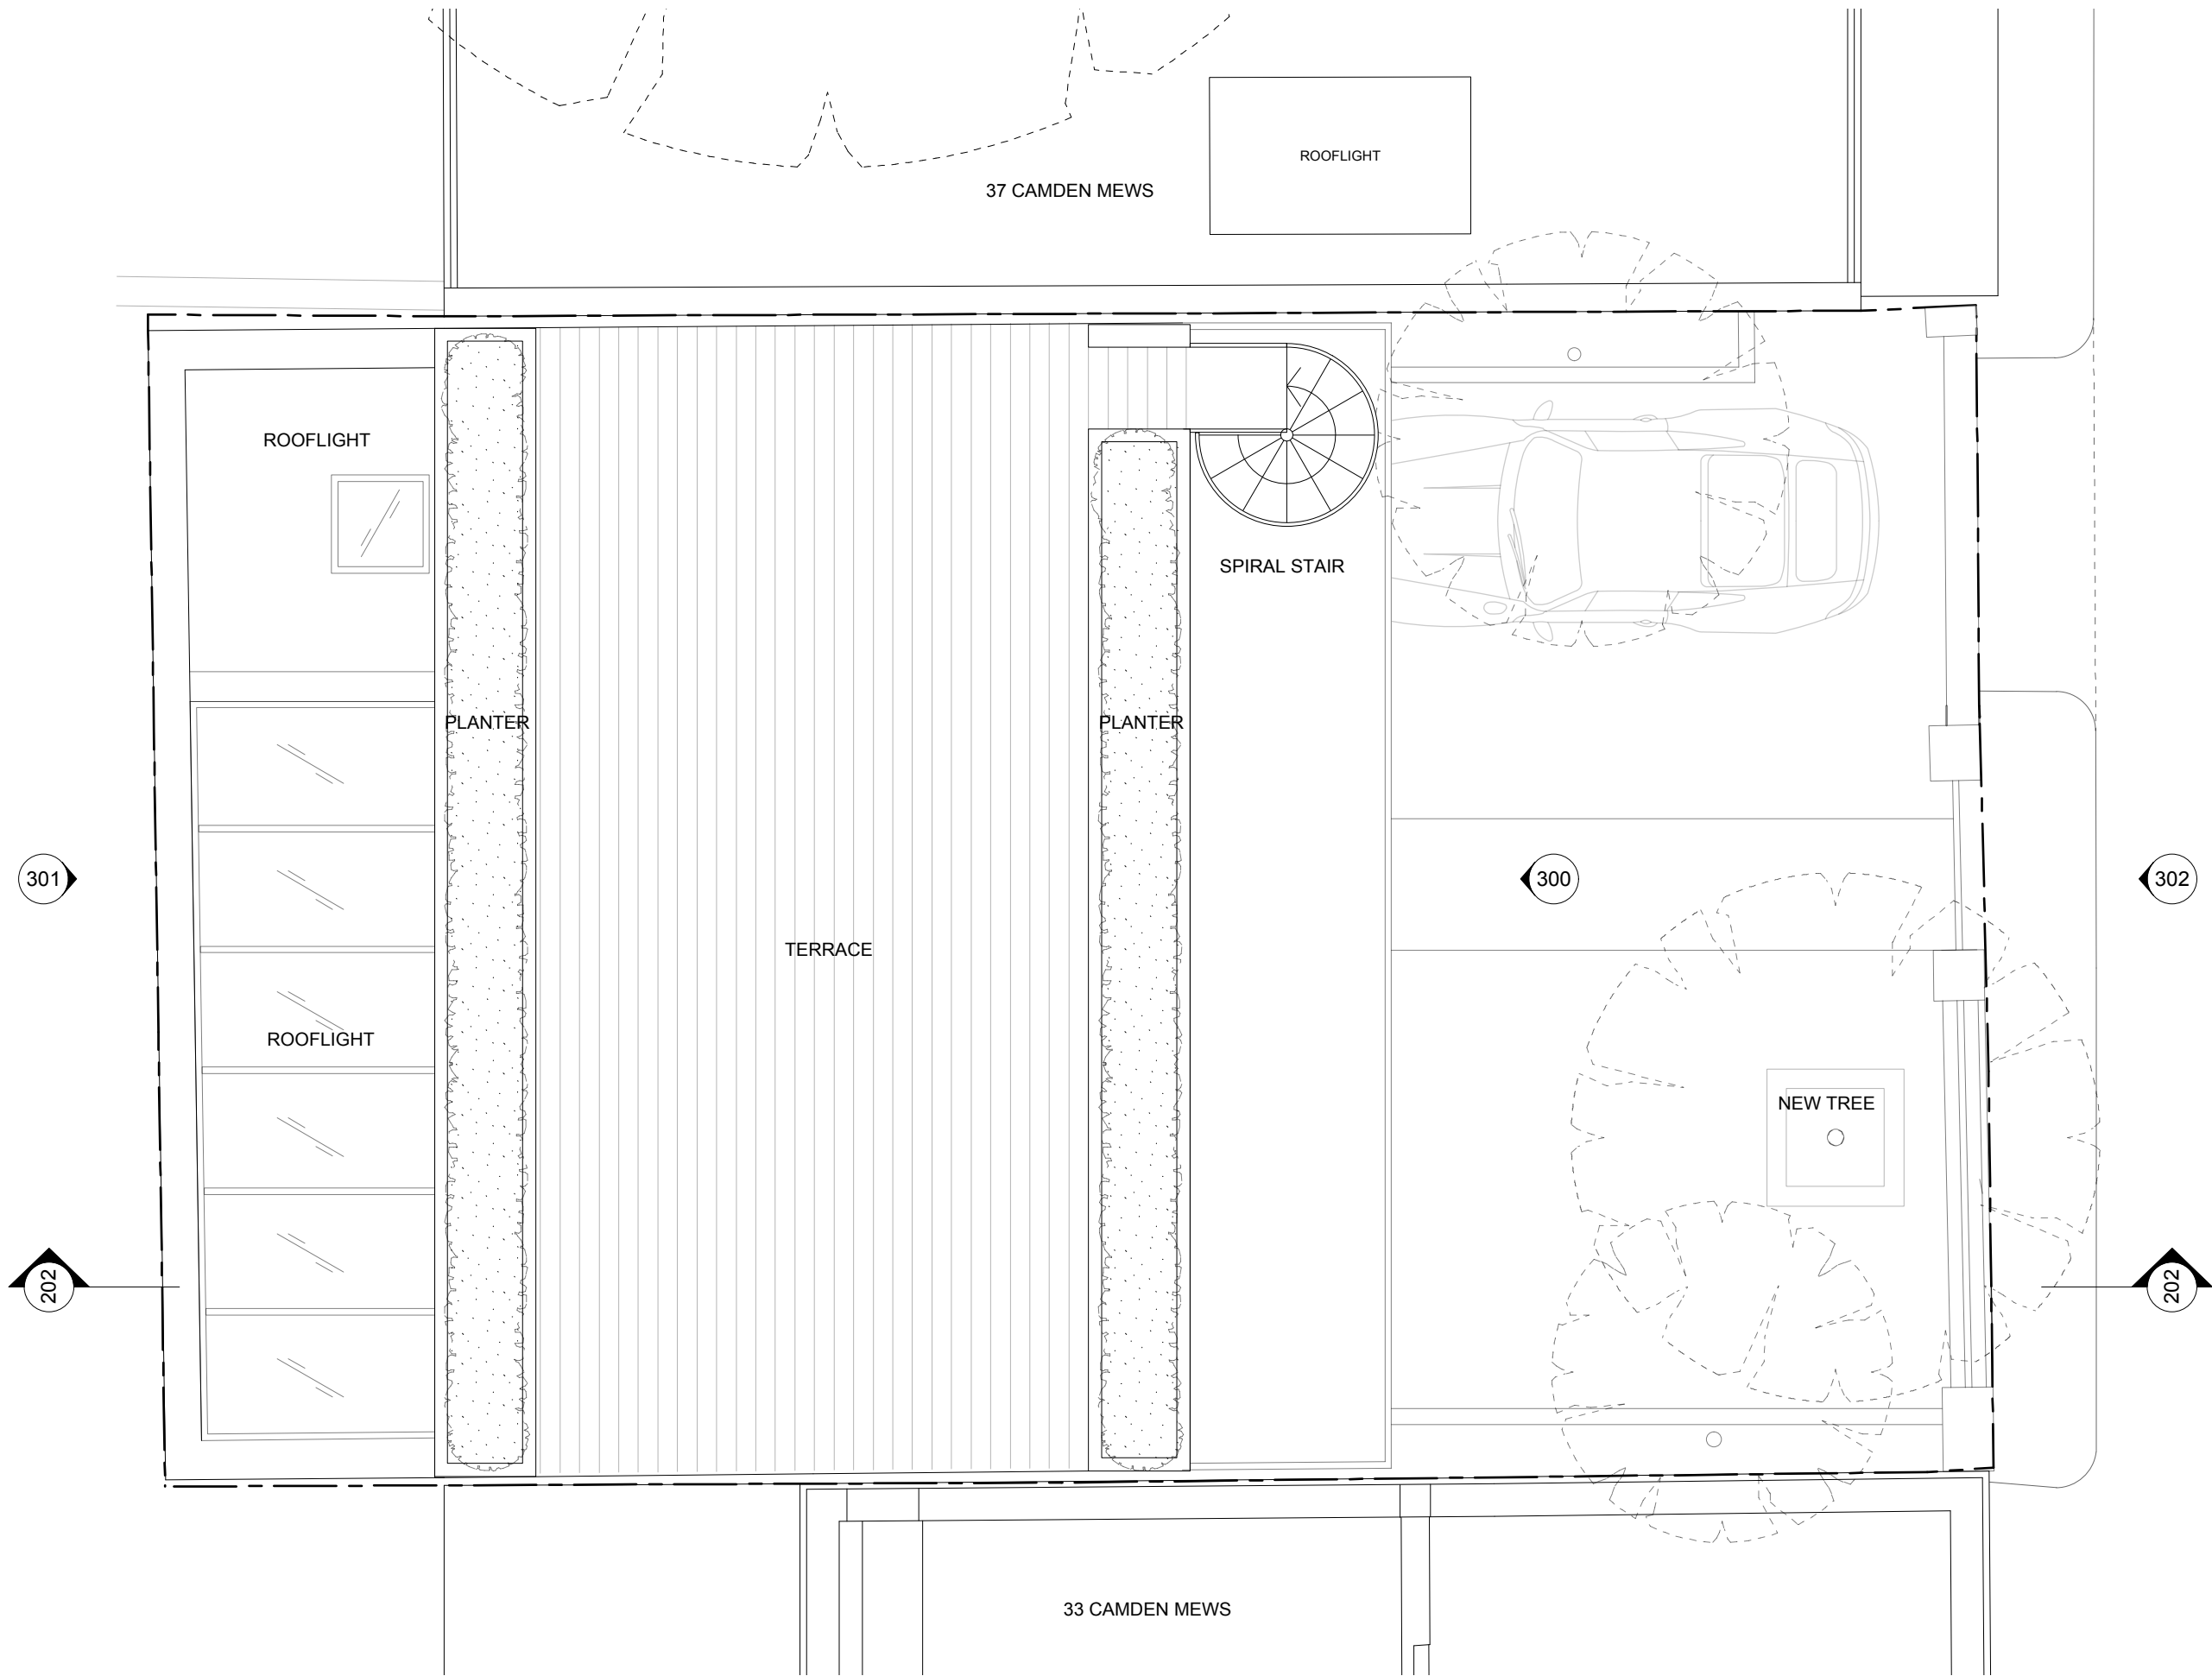 ROOFLIGHT
37 CAMDEN MEWS
ROOFLIGHT
SPIRAL STAIR
PLANTER
PLANTER
301
300
302
TERRACE
ROOFLIGHT
NEW TREE
202
202
33 CAMDEN MEWS